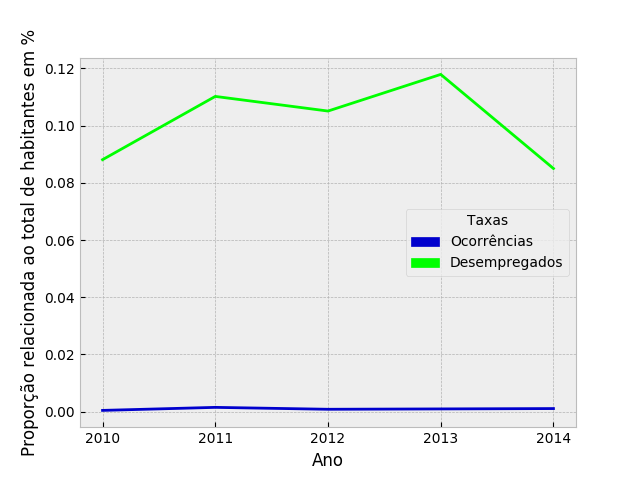 Proporção relacionada ao total de habitantes em %
0.12
0.10
0.08
0.06
0.04
0.02
0.00
Taxas
Ocorrências
Desempregados
2010 2011 2012 2013 2014
Ano